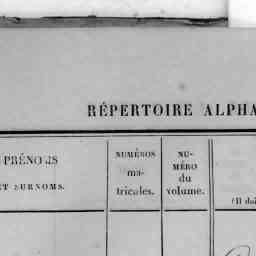 RÉPERTOIRE ALPHA
PRÉNOMS
ET SURNOMS.
NUMÉROS
ma-
tricules.
NU-
MÉRO
du
volume.
(Il doi